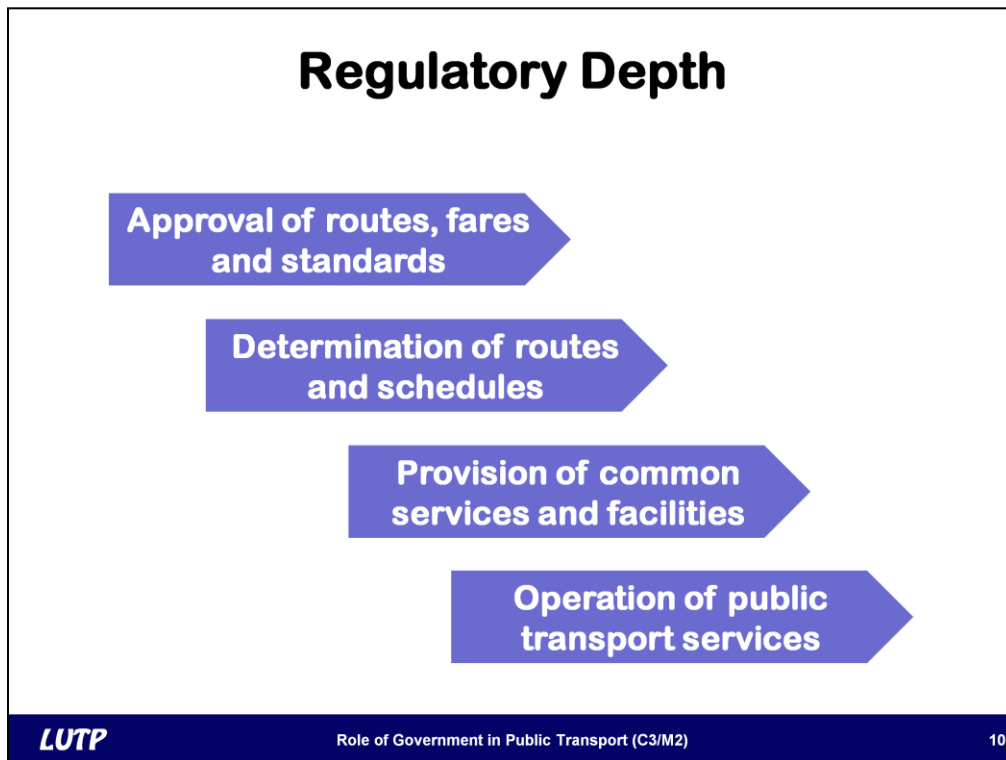 Regulatory Depth
Approval of routes, fares
and standards
Determination of routes
and schedules
Provision of common
services and facilities
Operation of public
transport services
LUTP
Role of Government in Public Transport (C3/M2)
10